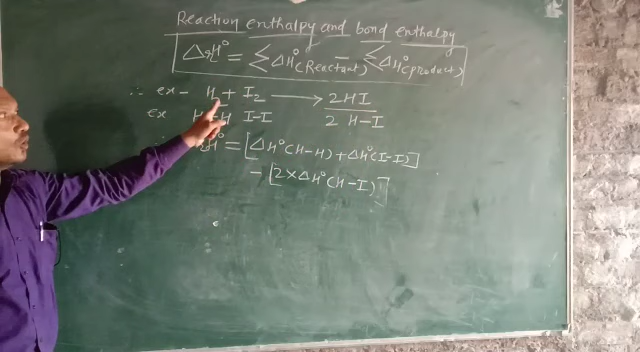 Reaction enthalpy and bond enthalpy
ΔrH° = ΣΔH°(Reactant) − ΣΔH°(product)
∴ ex- H₂ + I₂ ⟶ 2HI
ex H-H I-I 2 H-I
H° = [ΔH°(H-H) + ΔH°(I-I)]
- [2×ΔH°(H-I)]